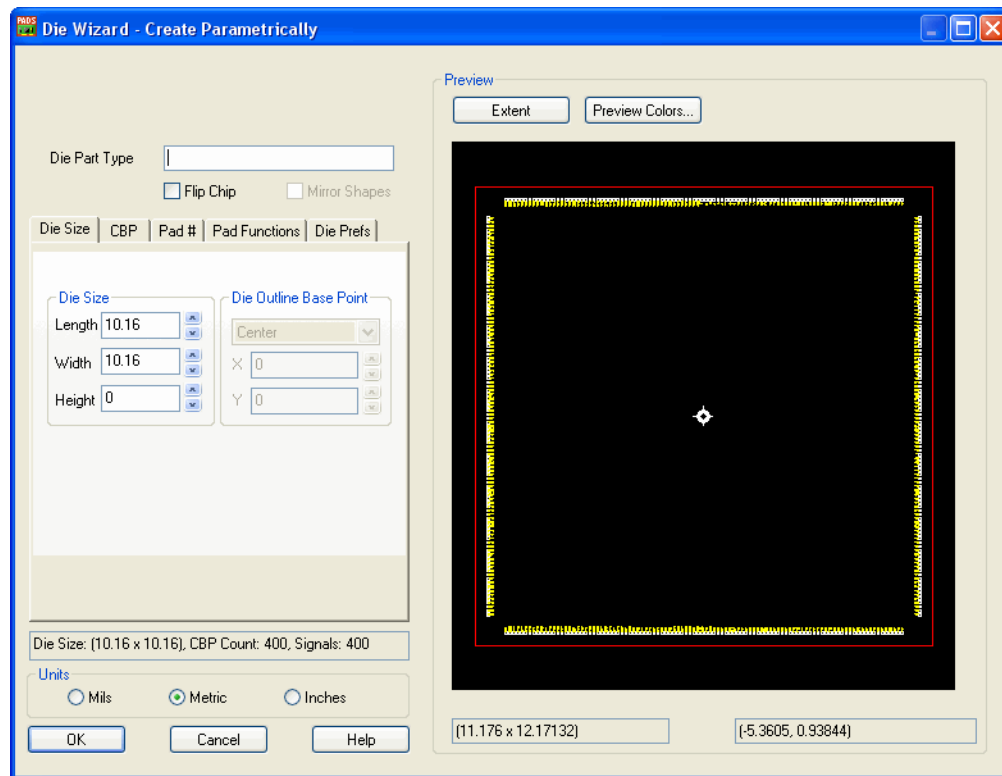 PADS
Die Wizard - Create Parametrically
Die Part Type
Flip Chip
Mirror Shapes
Die Size
CBP
Pad #
Pad Functions
Die Prefs
Die Size
Length
10.16
Width
10.16
Height
0
Die Outline Base Point
Center
X
0
Y
0
Die Size: (10.16 x 10.16), CBP Count: 400, Signals: 400
Units
Mils
Metric
Inches
OK
Cancel
Help
Preview
Extent
Preview Colors...
(11.176 x 12.17132)
(-5.3605, 0.93844)